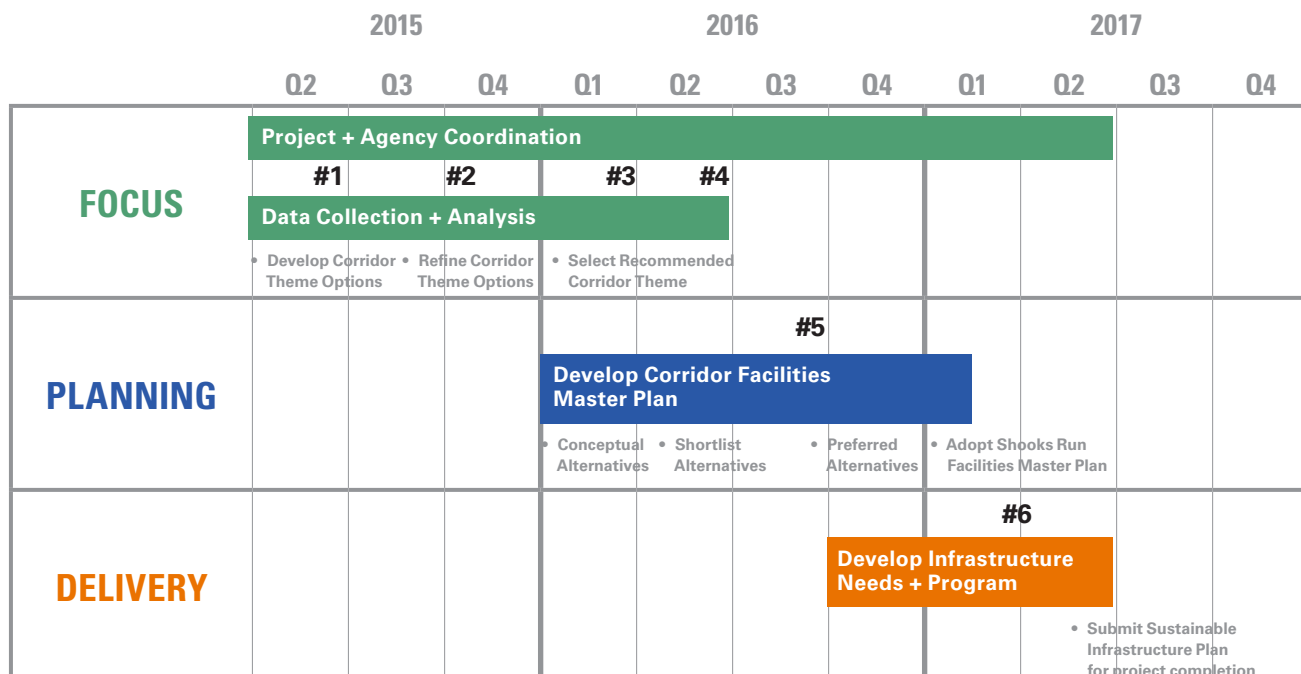 2015 2016 2017
Q2 Q3 Q4 Q1 Q2 Q3 Q4 Q1 Q2 Q3 Q4
FOCUS
Project + Agency Coordination
#1 #2 #3 #4
Data Collection + Analysis
• Develop Corridor
Theme Options
• Refine Corridor
Theme Options
• Select Recommended
Corridor Theme
PLANNING
#5
Develop Corridor Facilities
Master Plan
• Conceptual
Alternatives
• Shortlist
Alternatives
• Preferred
Alternatives
• Adopt Shooks Run
Facilities Master Plan
DELIVERY
#6
Develop Infrastructure
Needs + Program
• Submit Sustainable
Infrastructure Plan
for project completion